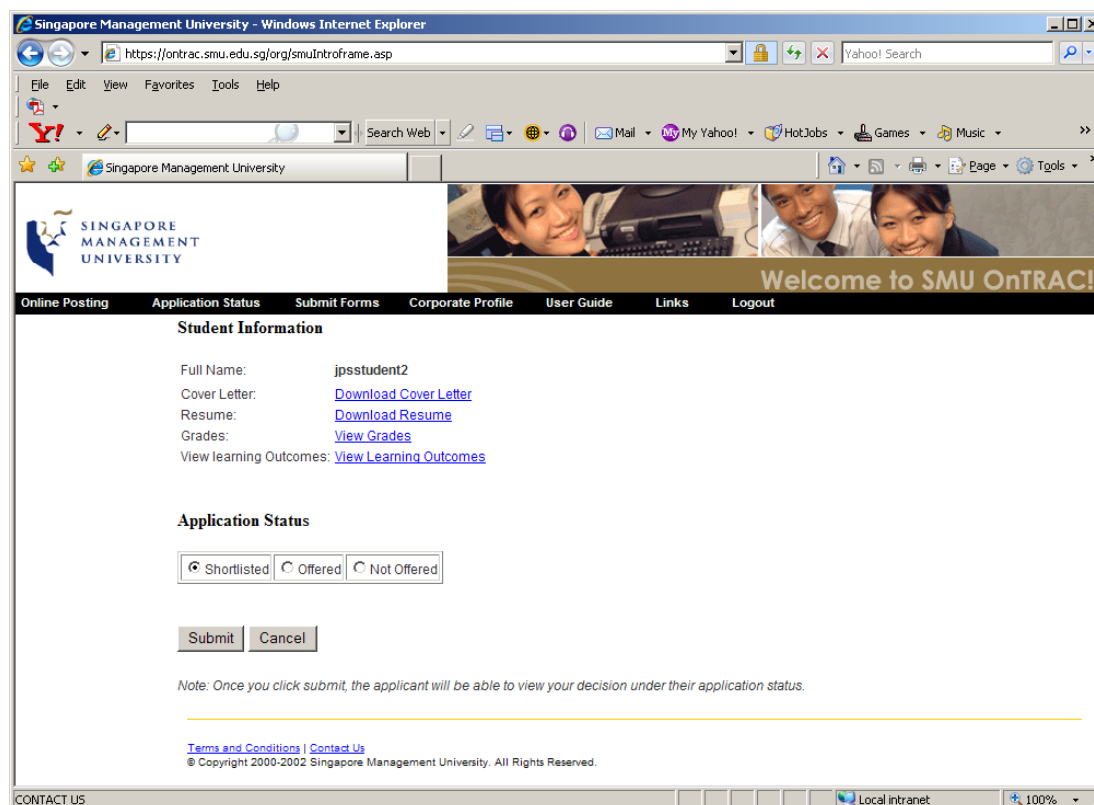 Singapore Management University - Windows Internet Explorer
https://ontrac.smu.edu.sg/org/smuIntroframe.asp
Yahoo! Search
File Edit View Favorites Tools Help
Y! Search Web Mail My My Yahoo! HotJobs Games Music »
Singapore Management University Page Tools
SINGAPORE
MANAGEMENT
UNIVERSITY
Welcome to SMU OnTRAC!
Online Posting Application Status Submit Forms Corporate Profile User Guide Links Logout
Student Information
Full Name: jpsstudent2
Cover Letter: Download Cover Letter
Resume: Download Resume
Grades: View Grades
View learning Outcomes: View Learning Outcomes
Application Status
Shortlisted Offered Not Offered
Submit Cancel
Note: Once you click submit, the applicant will be able to view your decision under their application status.
Terms and Conditions | Contact Us
© Copyright 2000-2002 Singapore Management University. All Rights Reserved.
CONTACT US Local intranet 100%